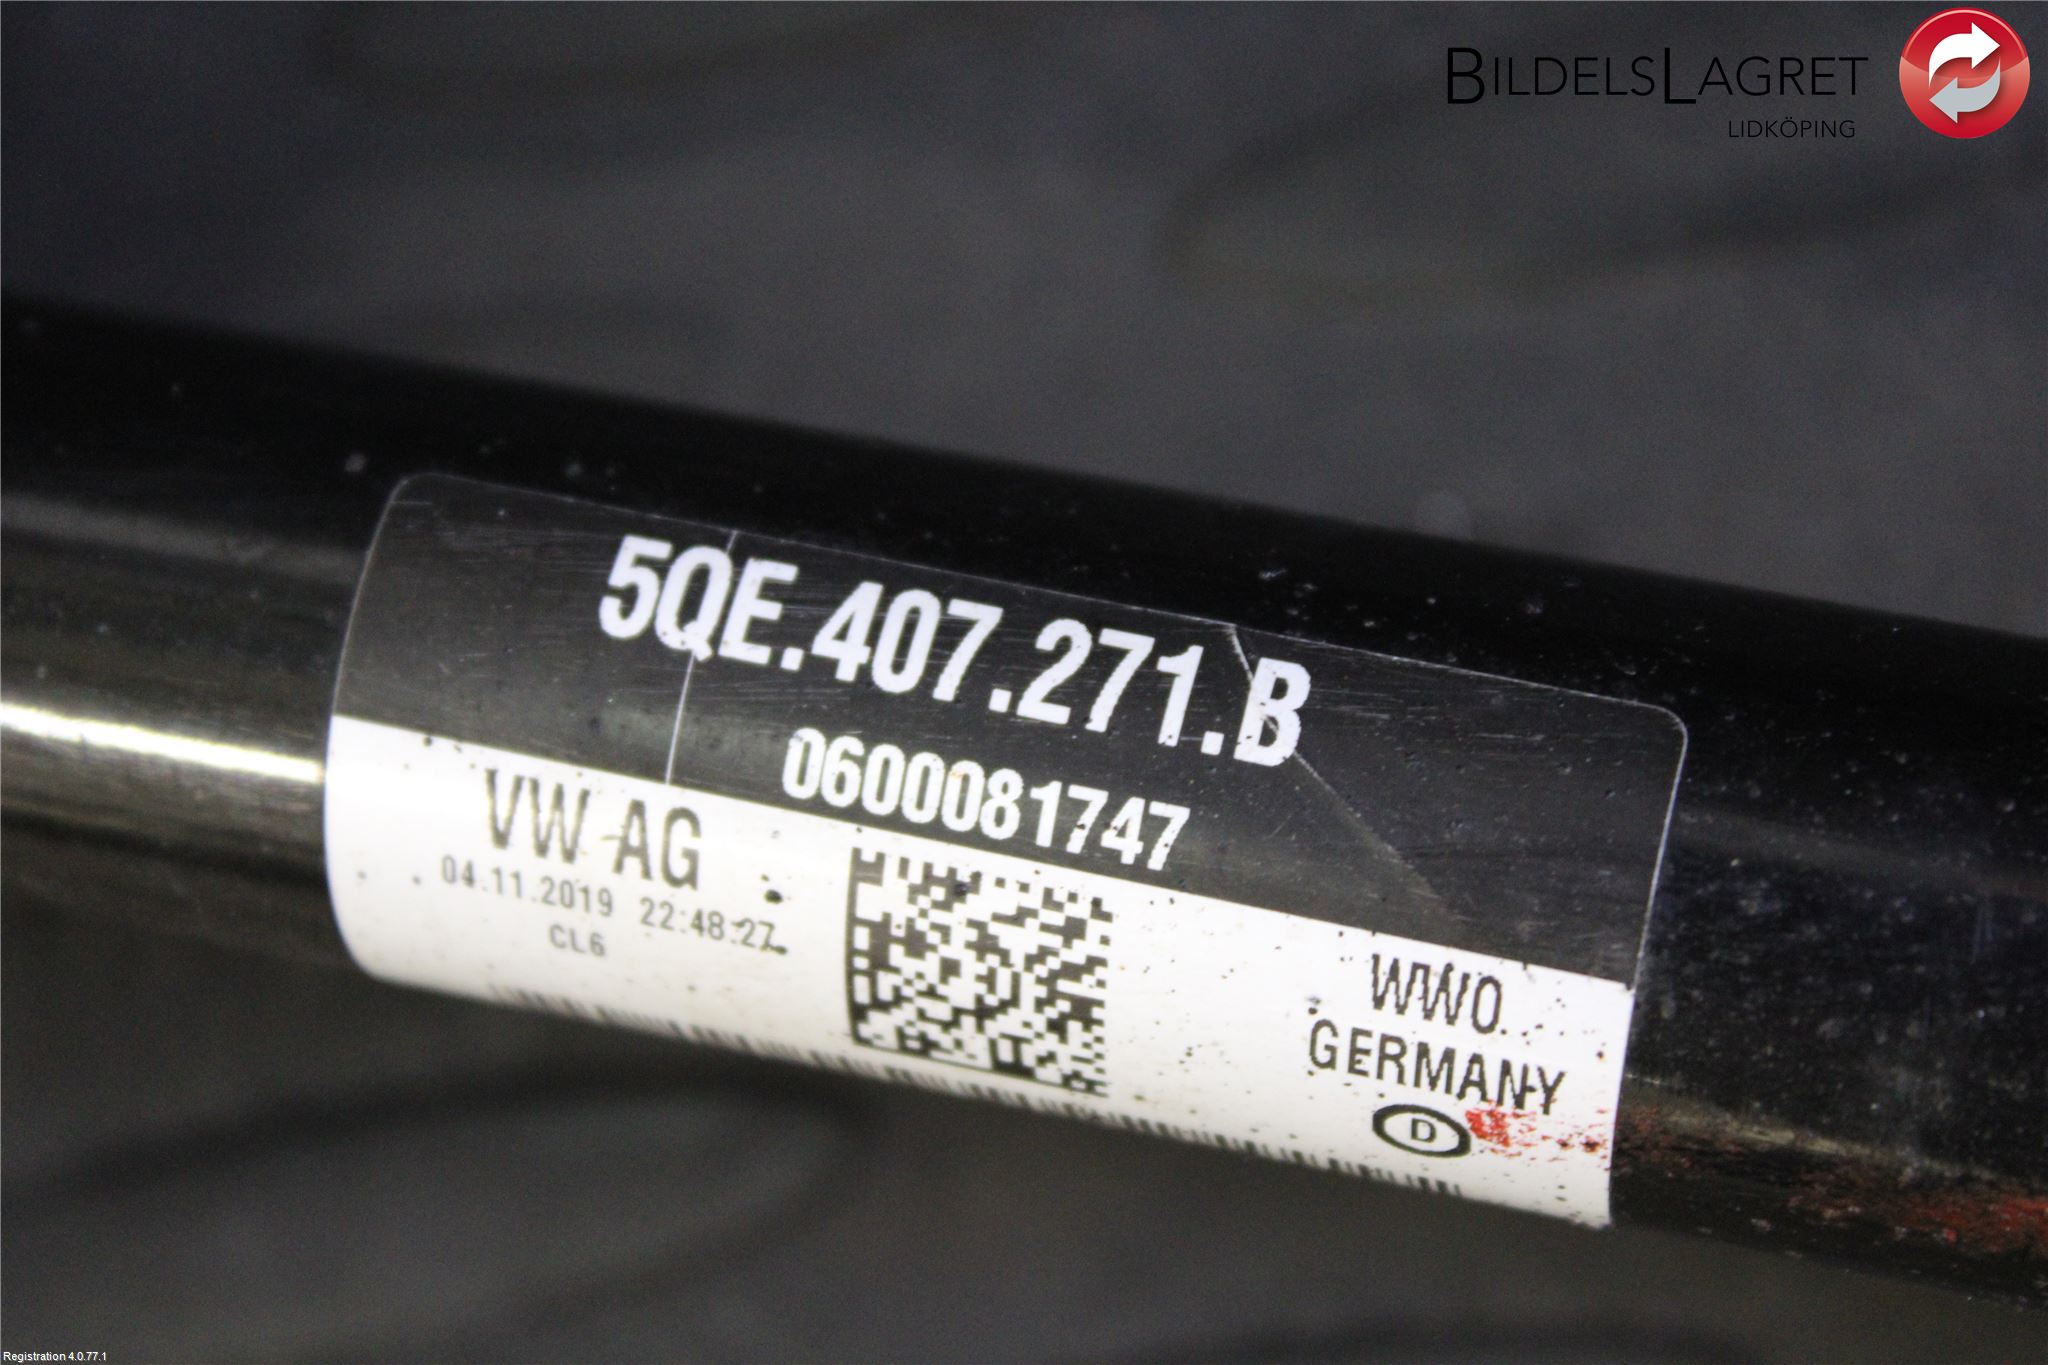 BILDELSLAGRET
LIDKÖPING
5QE.407.271.B
0600081747
VW AG
04.11.2019 22:48:27
CL6
WWO
GERMANY
D
Registration 4.0.77.1